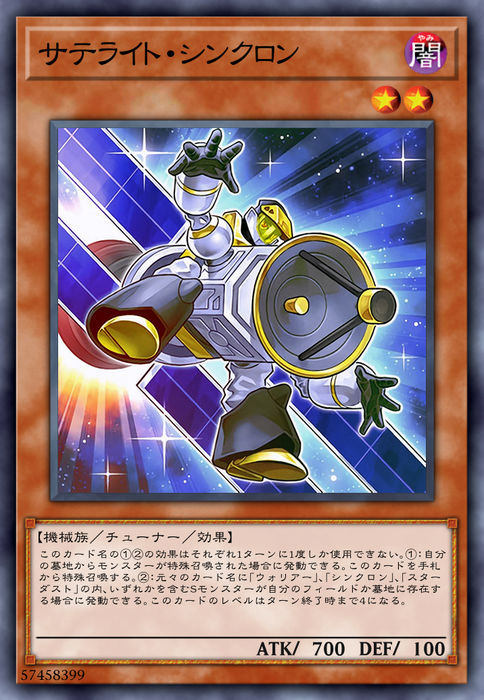 サテライト・シンクロン
やみ
闇
【機械族／チューナー／効果】
このカード名の①②の効果はそれぞれ1ターンに1度しか使用できない。①：自分
の墓地からモンスターが特殊召喚された場合に発動できる。このカードを手札
から特殊召喚する。②：元々のカード名に「ウォリアー」、「シンクロン」、「スター
ダスト」の内、いずれかを含むSモンスターが自分のフィールドか墓地に存在す
る場合に発動できる。このカードのレベルはターン終了時まで4になる。
ATK/ 700 DEF/ 100
57458399